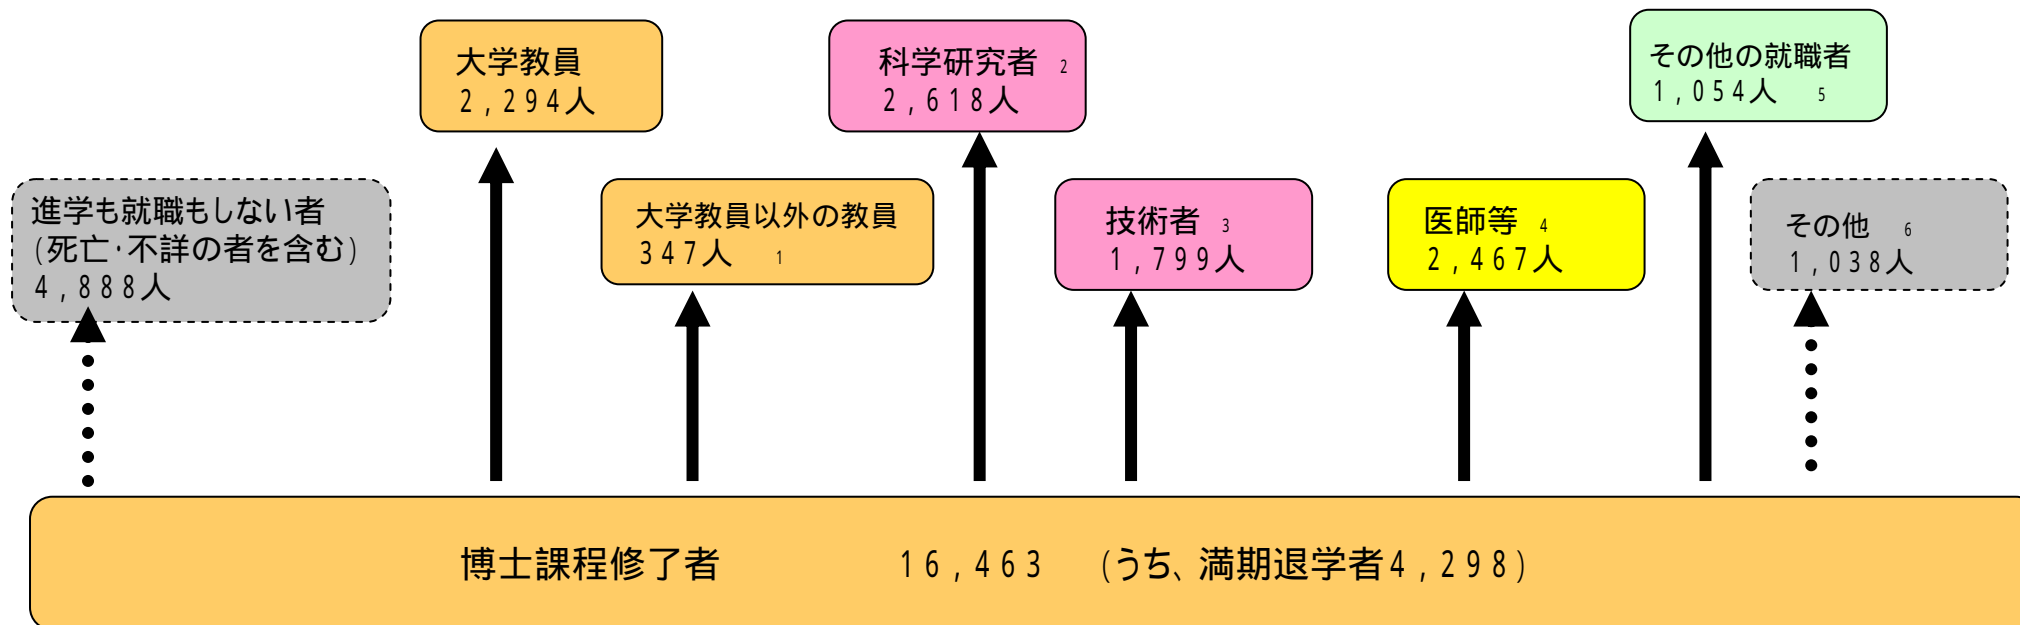 大学教員
2,294人
科学研究者 2
2,618人
その他の就職者
1,054人 5
進学も就職もしない者
(死亡・不詳の者を含む)
4,888人
大学教員以外の教員
347人 1
技術者 3
1,799人
医師等 4
2,467人
その他 6
1,038人
博士課程修了者 16,463 (うち、満期退学者4,298)